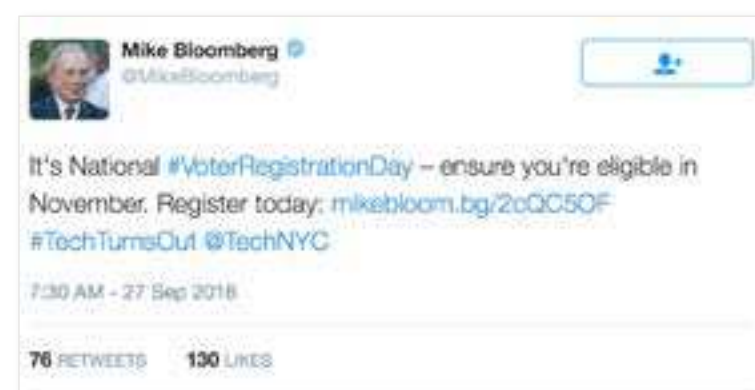 Mike Bloomberg
@MikeBloomberg
It's National #VoterRegistrationDay – ensure you're eligible in
November. Register today: mikebloom.bg/2cQC5OF
#TechTurnsOut @TechNYC
7:30 AM - 27 Sep 2016
76 RETWEETS 130 LIKES